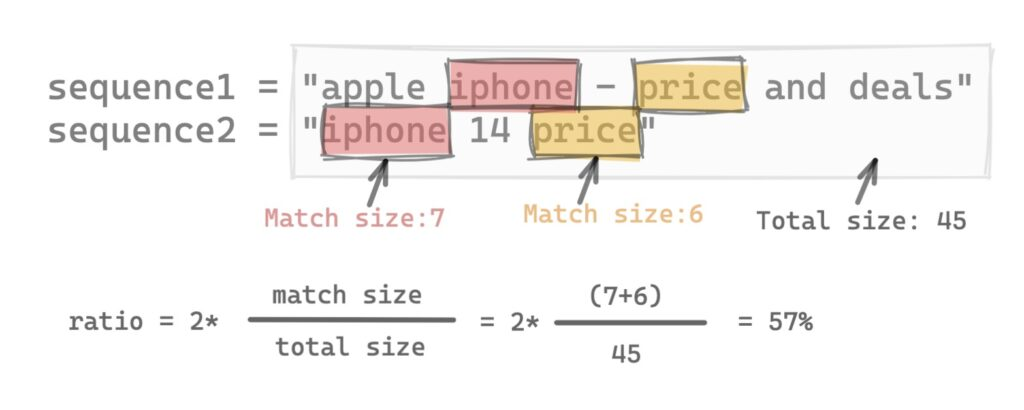 sequence1 = "apple iphone - price and deals"
sequence2 = "iphone 14 price"
Match size:7
Match size:6
Total size: 45
match size
(7+6)
ratio = 2*
= 2*
= 57%
total size
45